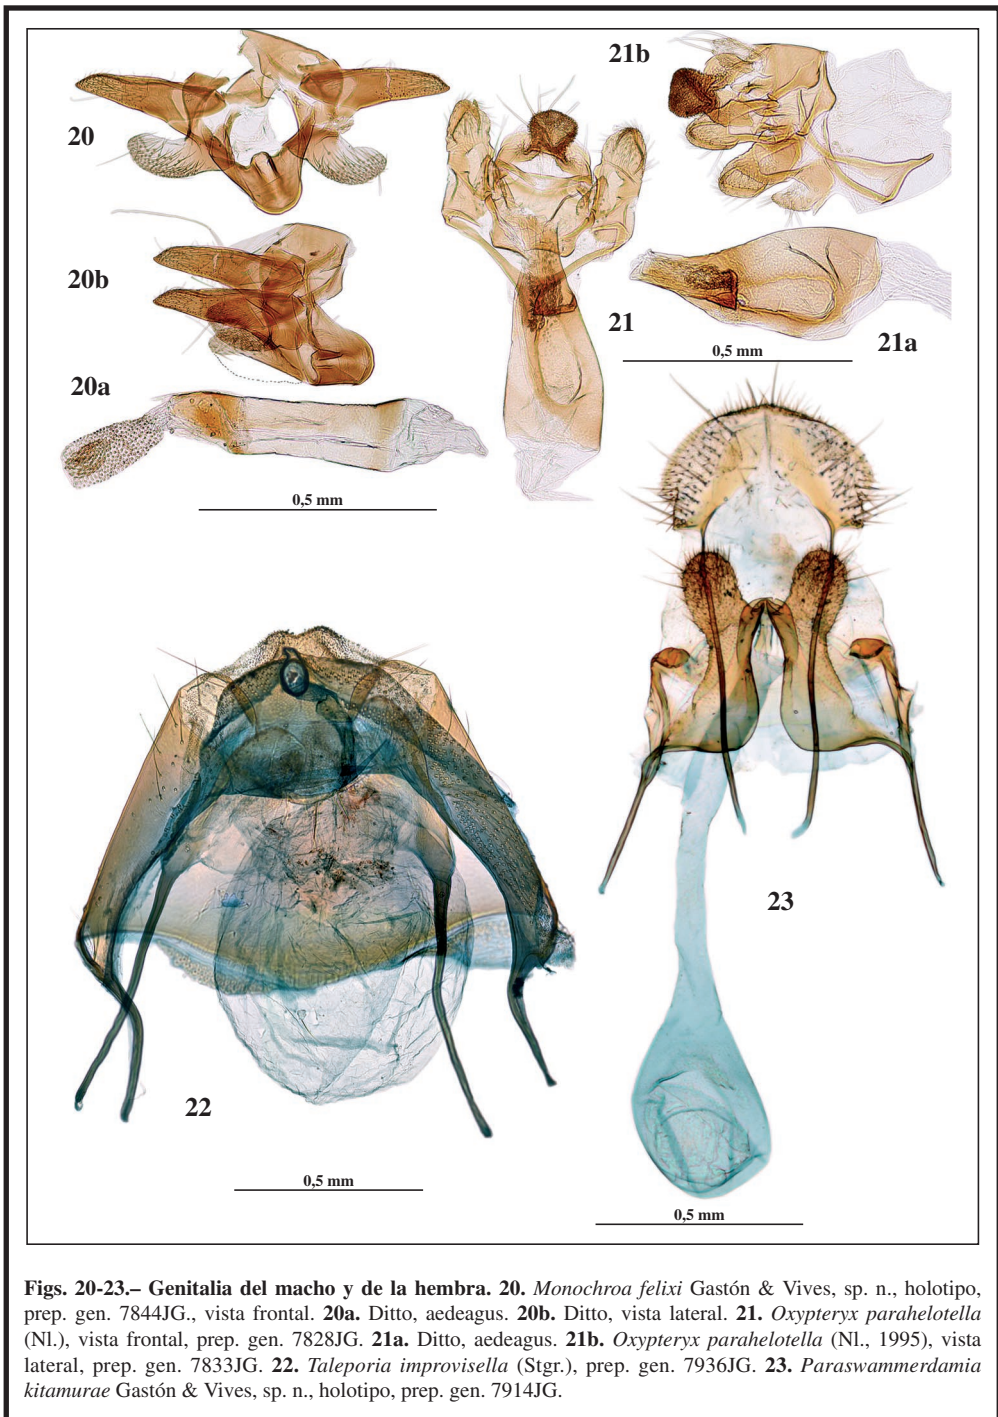 20
21b
20b
21
0,5 mm
21a
20a
0,5 mm
23
22
0,5 mm
0,5 mm
Figs. 20-23.– Genitalia del macho y de la hembra. 20. Monochroa felixi Gastón & Vives, sp. n., holotipo,
prep. gen. 7844JG., vista frontal. 20a. Ditto, aedeagus. 20b. Ditto, vista lateral. 21. Oxypteryx parahelotella
(Nl.), vista frontal, prep. gen. 7828JG. 21a. Ditto, aedeagus. 21b. Oxypteryx parahelotella (Nl., 1995), vista
lateral, prep. gen. 7833JG. 22. Taleporia improvisella (Stgr.), prep. gen. 7936JG. 23. Paraswammerdamia
kitamurae Gastón & Vives, sp. n., holotipo, prep. gen. 7914JG.